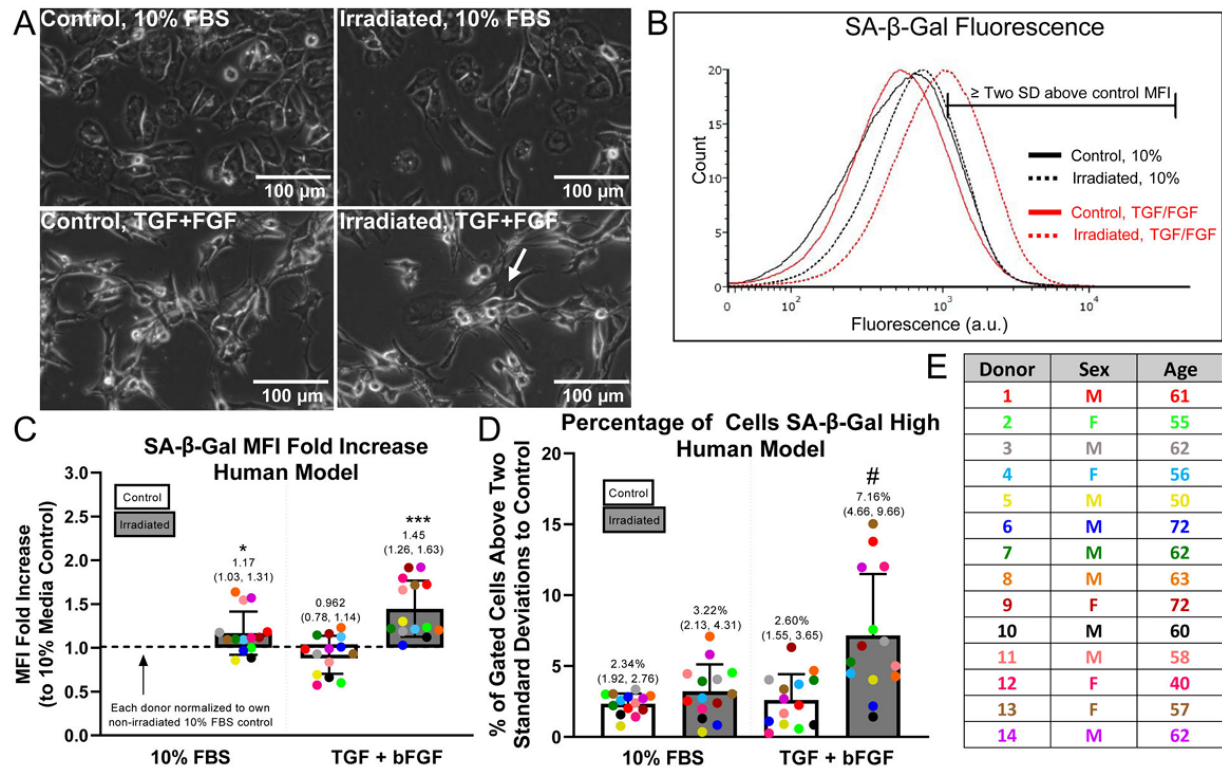 A
Control, 10% FBS
Irradiated, 10% FBS
100 µm
100 µm
Control, TGF+FGF
Irradiated, TGF+FGF
100 µm
100 µm
B
SA-β-Gal Fluorescence
20
15
10
5
0
Count
≥ Two SD above control MFI
Control, 10%
Irradiated, 10%
Control, TGF/FGF
Irradiated, TGF/FGF
0
10²
10³
10⁴
Fluorescence (a.u.)
C
SA-β-Gal MFI Fold Increase
Human Model
MFI Fold Increase
(to 10% Media Control)
3.0
2.5
2.0
1.5
1.0
0.5
0.0
Control
Irradiated
*
1.17
(1.03, 1.31)
0.962
(0.78, 1.14)
***
1.45
(1.26, 1.63)
Each donor normalized to own
non-irradiated 10% FBS control
10% FBS
TGF + bFGF
D
Percentage of Cells SA-β-Gal High
Human Model
% of Gated Cells Above Two
Standard Deviations to Control
20
15
10
5
0
Control
Irradiated
2.34%
(1.92, 2.76)
3.22%
(2.13, 4.31)
2.60%
(1.55, 3.65)
#
7.16%
(4.66, 9.66)
10% FBS
TGF + bFGF
E
Donor Sex Age
1 M 61
2 F 55
3 M 62
4 F 56
5 M 50
6 M 72
7 M 62
8 M 63
9 F 72
10 M 60
11 M 58
12 F 40
13 F 57
14 M 62